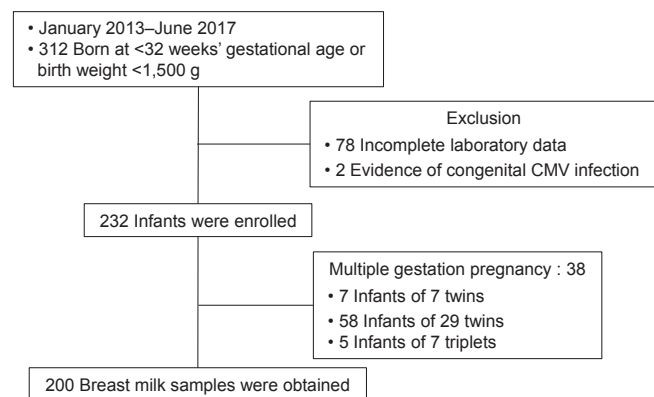 • January 2013–June 2017
• 312 Born at <32 weeks' gestational age or
birth weight <1,500 g
Exclusion
• 78 Incomplete laboratory data
• 2 Evidence of congenital CMV infection
232 Infants were enrolled
Multiple gestation pregnancy : 38
• 7 Infants of 7 twins
• 58 Infants of 29 twins
• 5 Infants of 7 triplets
200 Breast milk samples were obtained